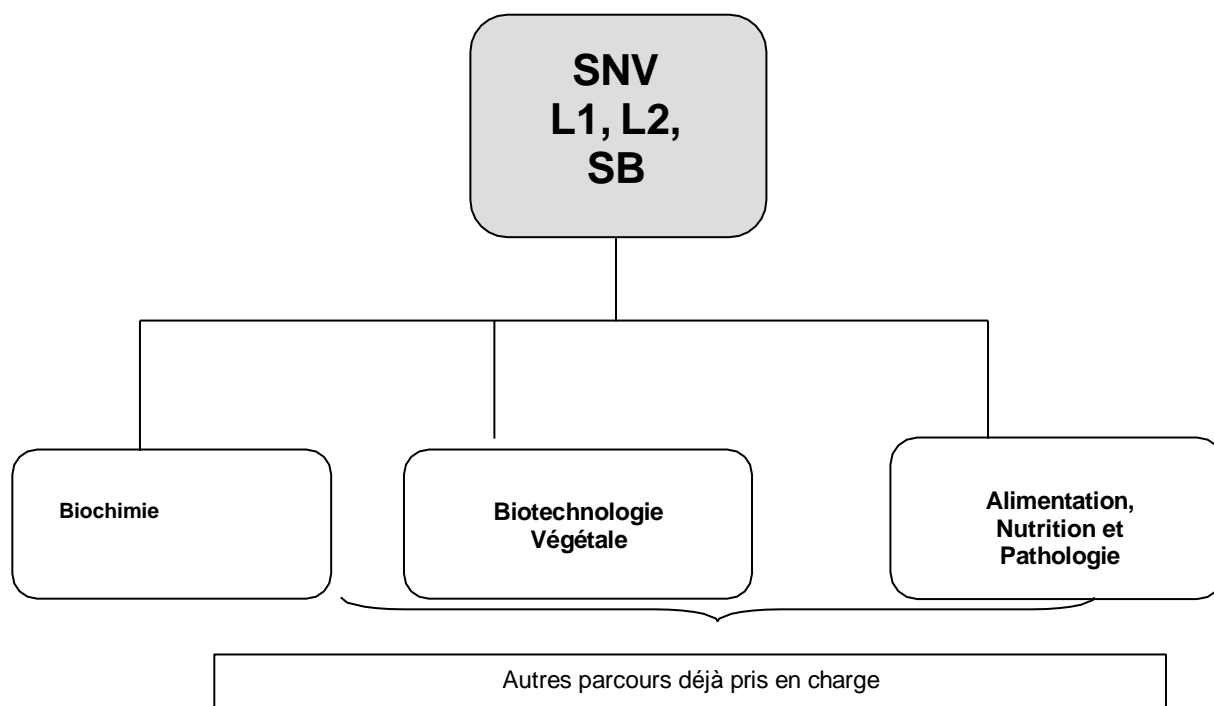 SNV
L1, L2,
SB
Biochimie
Biotechnologie
Végétale
Alimentation,
Nutrition et
Pathologie
Autres parcours déjà pris en charge